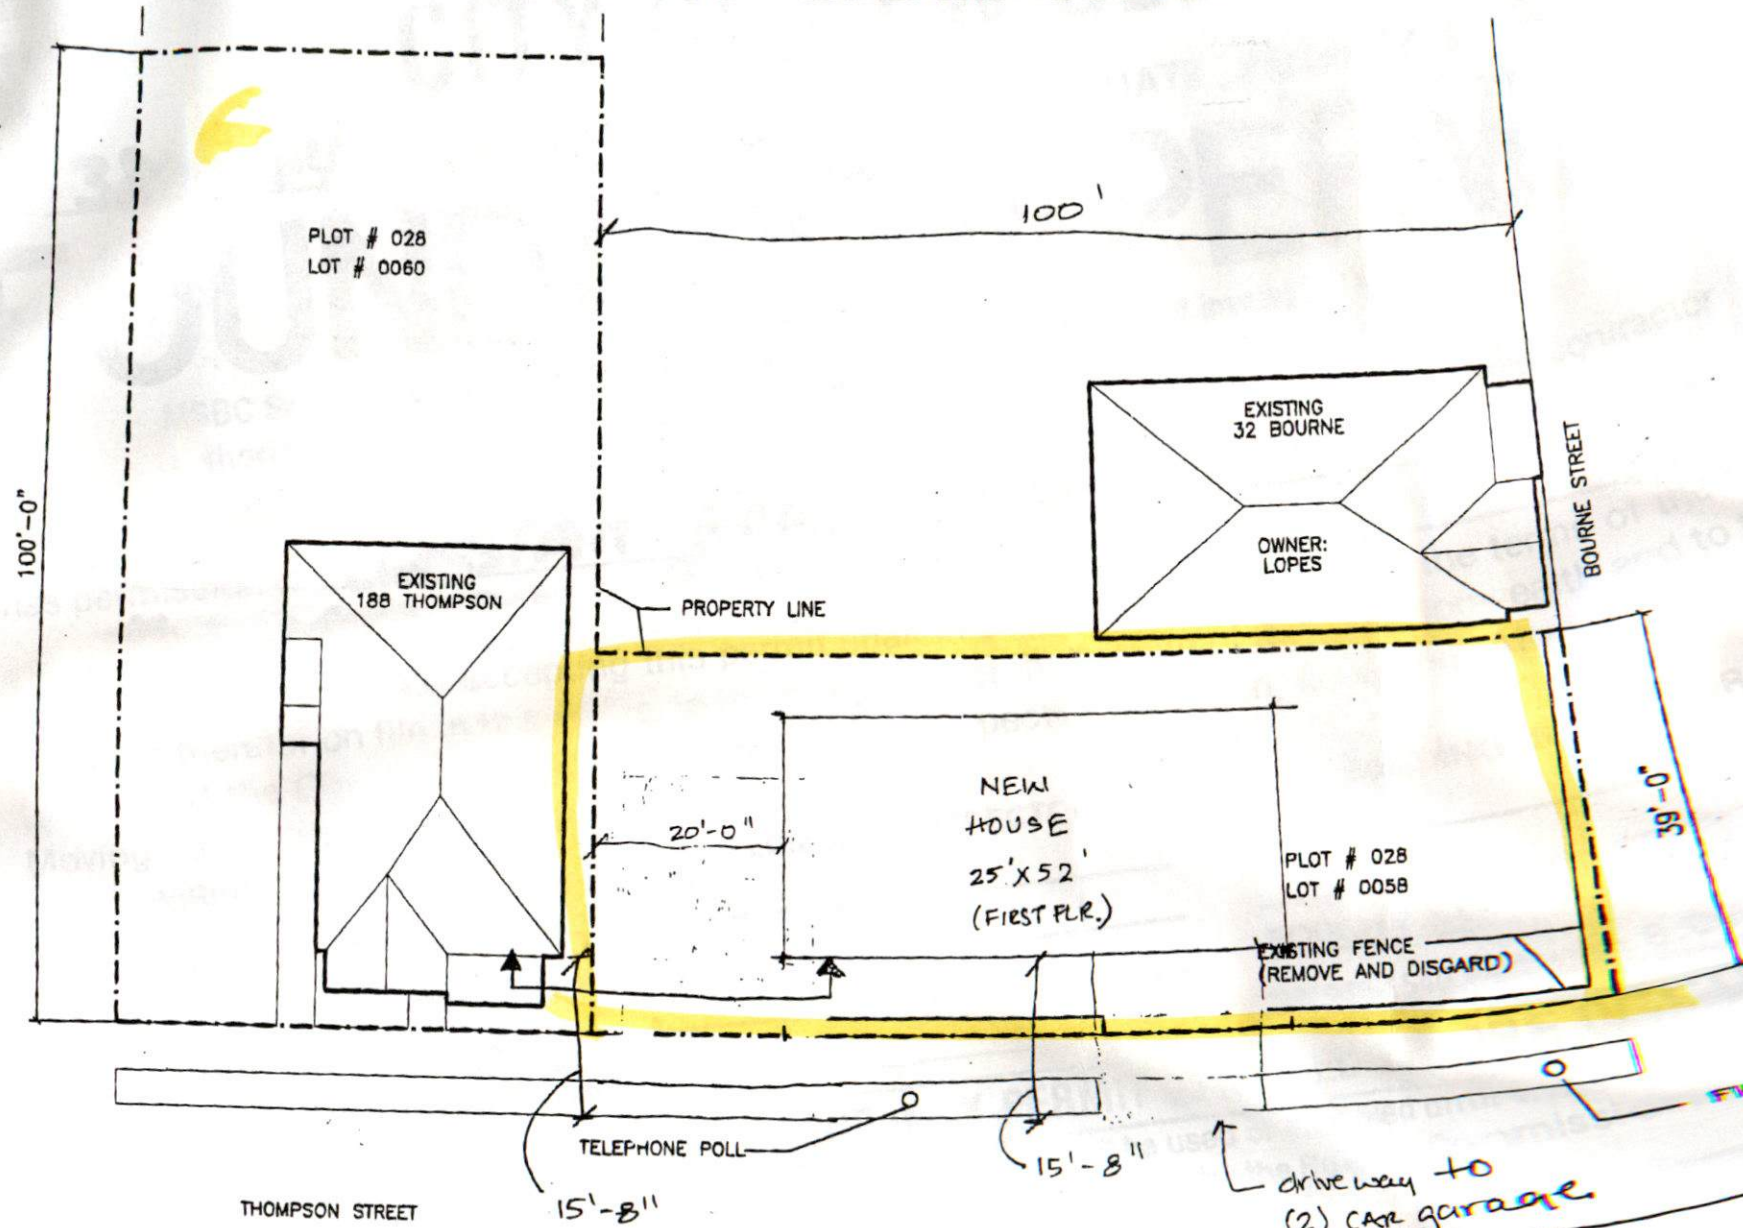 100'
PLOT # 028
LOT # 0060
EXISTING
32 BOURNE
OWNER:
LOPES
BOURNE STREET
100'-0"
EXISTING
188 THOMPSON
PROPERTY LINE
NEW
HOUSE
25' X 52'
(FIRST FLR.)
20'-0"
39'-0"
PLOT # 028
LOT # 0058
EXISTING FENCE
(REMOVE AND DISGARD)
TELEPHONE POLL
15'-8"
15'-8"
driveway to
(2) CAR garage
THOMPSON STREET